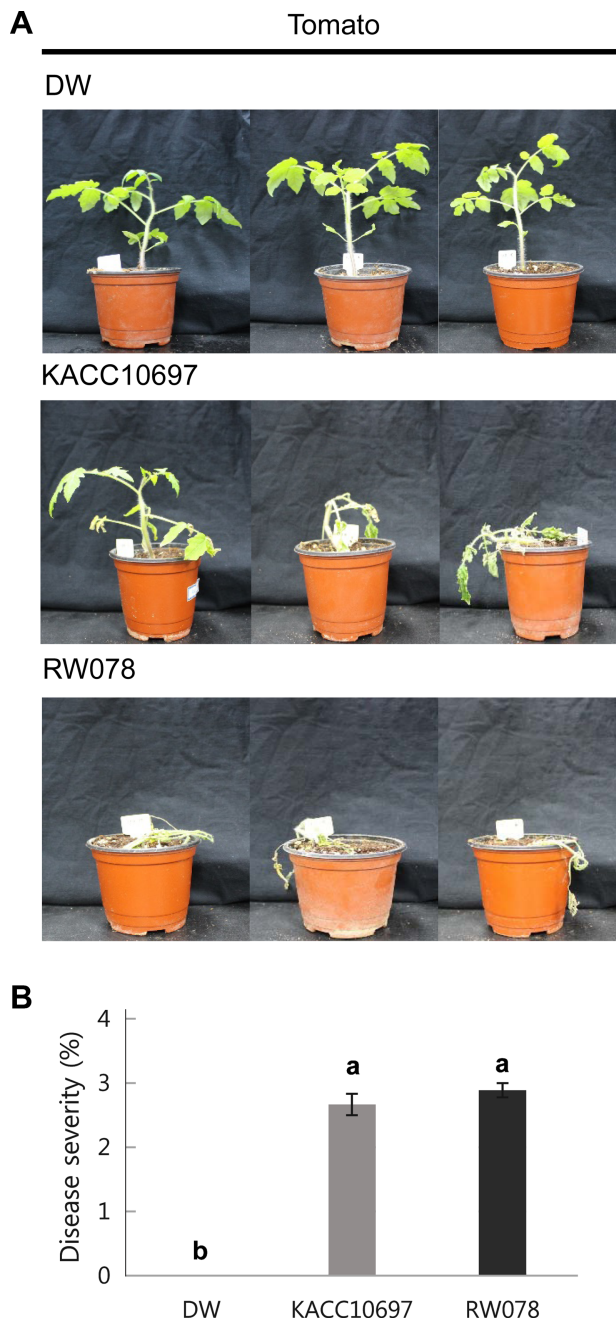 A
Tomato
DW
KACC10697
RW078
B
Disease severity (%)
4
3
2
1
0
b
a
a
DW
KACC10697
RW078